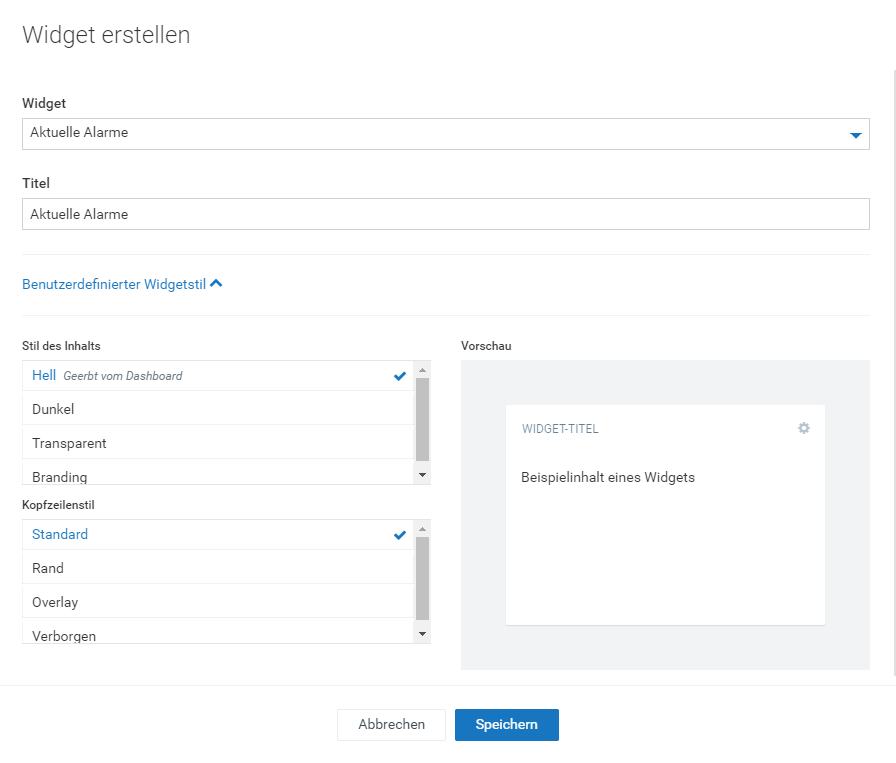 Widget erstellen
Widget
Aktuelle Alarme
Titel
Aktuelle Alarme
Benutzerdefinierter Widgetstil
Stil des Inhalts
Hell Geerbt vom Dashboard
Dunkel
Transparent
Branding
Kopfzeilenstil
Standard
Rand
Overlay
Verborgen
Vorschau
WIDGET-TITEL
Beispielinhalt eines Widgets
Abbrechen
Speichern